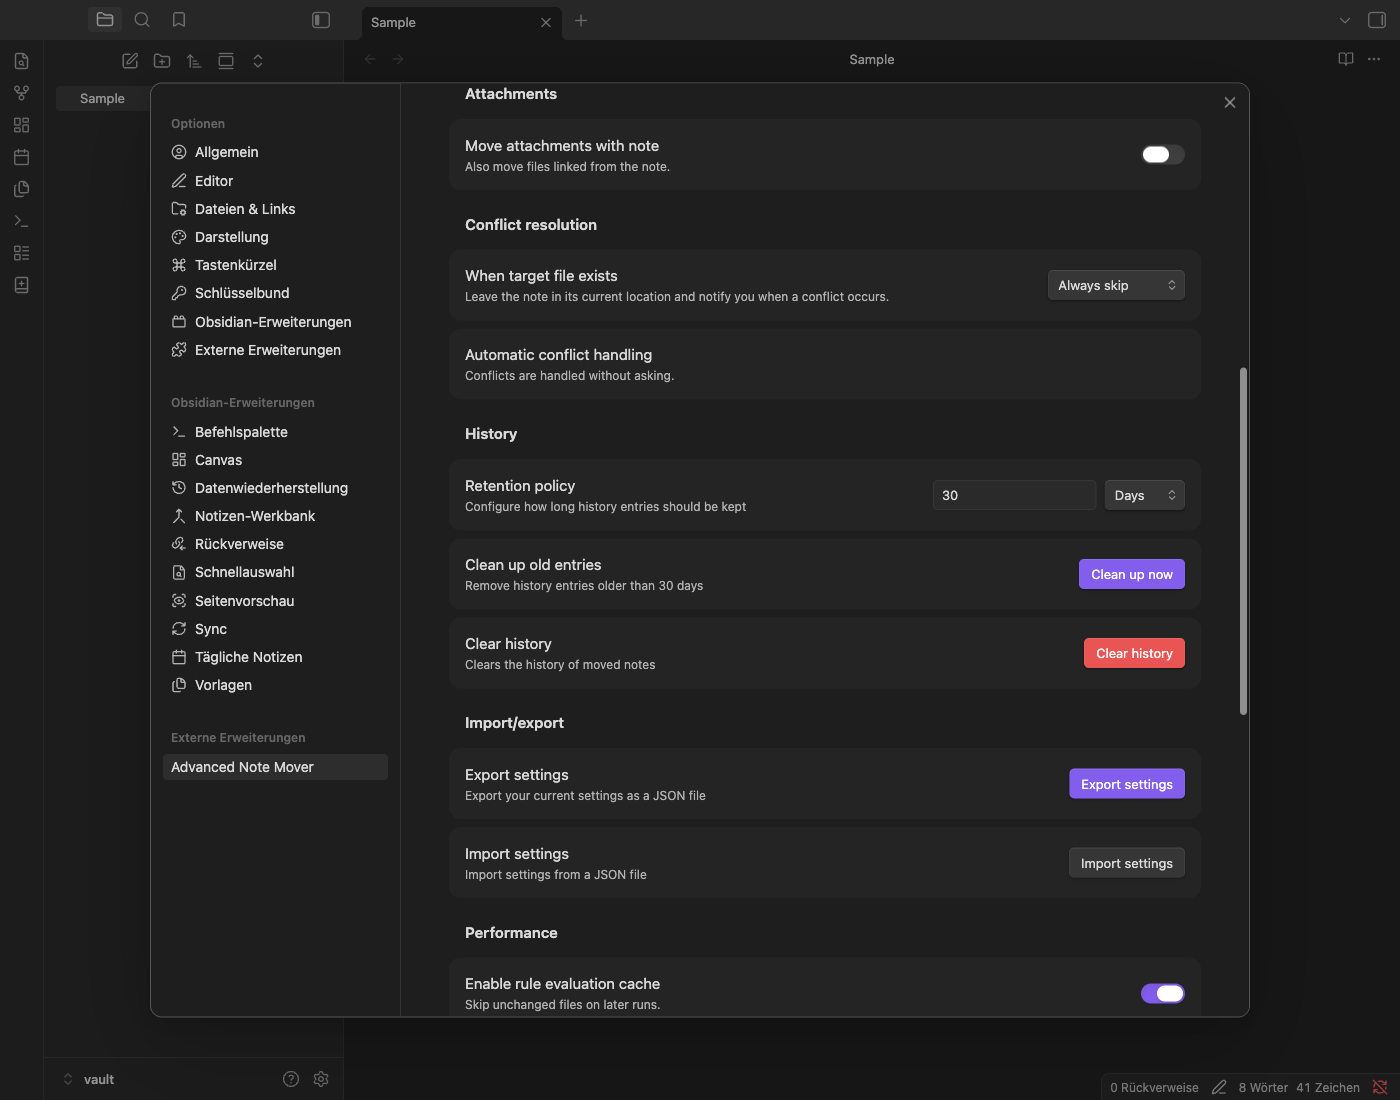 Sample
Sample
Sample
Optionen
Allgemein
Editor
Dateien & Links
Darstellung
Tastenkürzel
Schlüsselbund
Obsidian-Erweiterungen
Externe Erweiterungen
Obsidian-Erweiterungen
Befehlspalette
Canvas
Datenwiederherstellung
Notizen-Werkbank
Rückverweise
Schnellauswahl
Seitenvorschau
Sync
Tägliche Notizen
Vorlagen
Externe Erweiterungen
Advanced Note Mover
Attachments
Move attachments with note
Also move files linked from the note.
Conflict resolution
When target file exists
Leave the note in its current location and notify you when a conflict occurs.
Always skip
Automatic conflict handling
Conflicts are handled without asking.
History
Retention policy
Configure how long history entries should be kept
30
Days
Clean up old entries
Remove history entries older than 30 days
Clean up now
Clear history
Clears the history of moved notes
Clear history
Import/export
Export settings
Export your current settings as a JSON file
Export settings
Import settings
Import settings from a JSON file
Import settings
Performance
Enable rule evaluation cache
Skip unchanged files on later runs.
vault
0 Rückverweise
8 Wörter
41 Zeichen